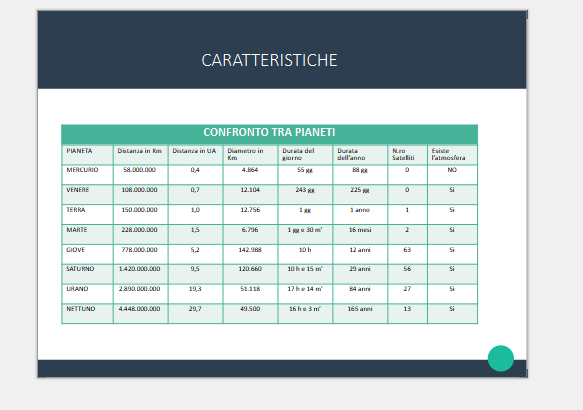 CARATTERISTICHE
CONFRONTO TRA PIANETI
PIANETA Distanza in Km Distanza in UA Diametro in Km Durata del giorno Durata dell'anno N.ro Satelliti Esiste l'atmosfera
MERCURIO 58.000.000 0,4 4.864 55 gg 88 gg 0 NO
VENERE 108.000.000 0,7 12.104 243 gg 225 gg 0 Si
TERRA 150.000.000 1,0 12.756 1 gg 1 anno 1 Si
MARTE 228.000.000 1,5 6.796 1 gg e 30 m' 16 mesi 2 Si
GIOVE 778.000.000 5,2 142.988 10 h 12 anni 63 Si
SATURNO 1.420.000.000 9,5 120.660 10 h e 15 m' 29 anni 56 Si
URANO 2.890.000.000 19,3 51.118 17 h e 14 m' 84 anni 27 Si
NETTUNO 4.448.000.000 29,7 49.500 16 h e 3 m' 165 anni 13 Si